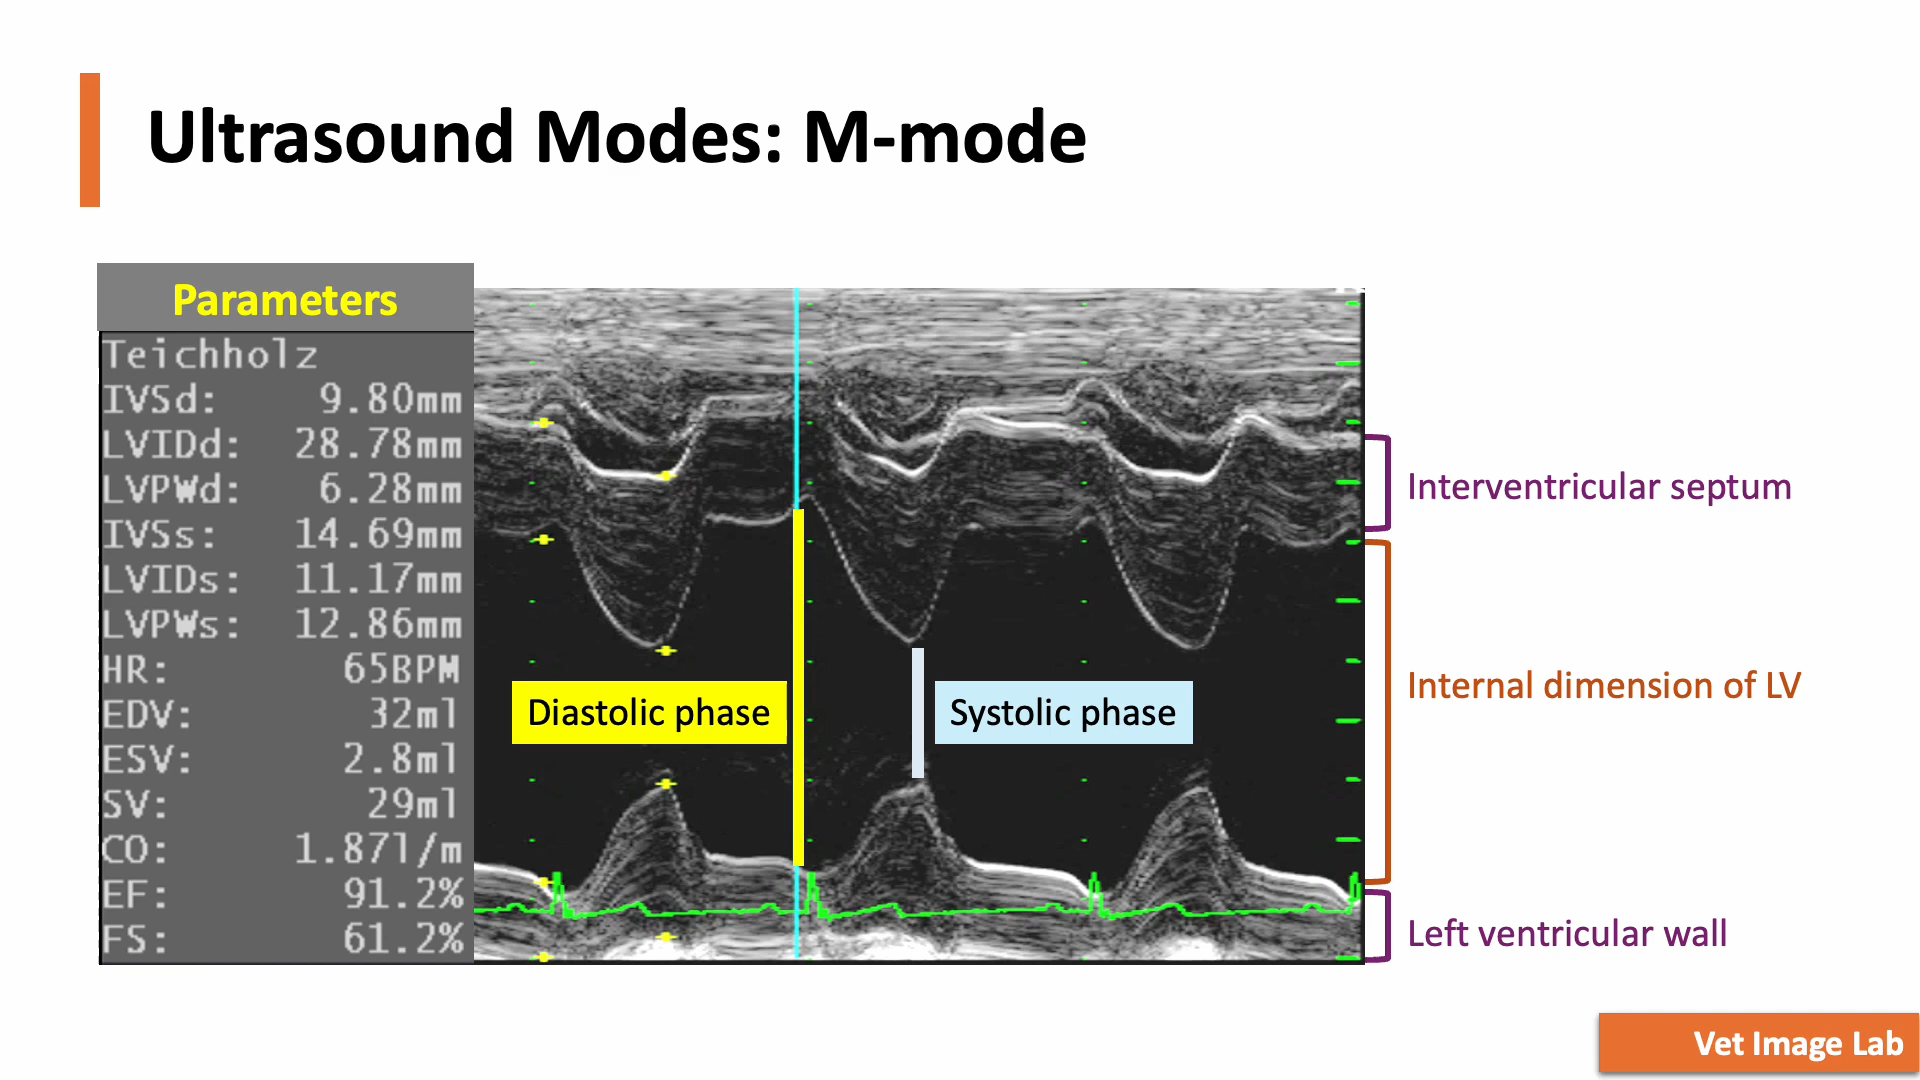 Ultrasound Modes: M-mode
Parameters
Teichholz
IVSd: 9.80mm
LVIDd: 28.78mm
LVPWd: 6.28mm
IVSs: 14.69mm
LVIDs: 11.17mm
LVPWs: 12.86mm
HR: 65BPM
EDV: 32ml
ESV: 2.8ml
SV: 29ml
CO: 1.87l/m
EF: 91.2%
FS: 61.2%
Diastolic phase
Systolic phase
Interventricular septum
Internal dimension of LV
Left ventricular wall
Vet Image Lab